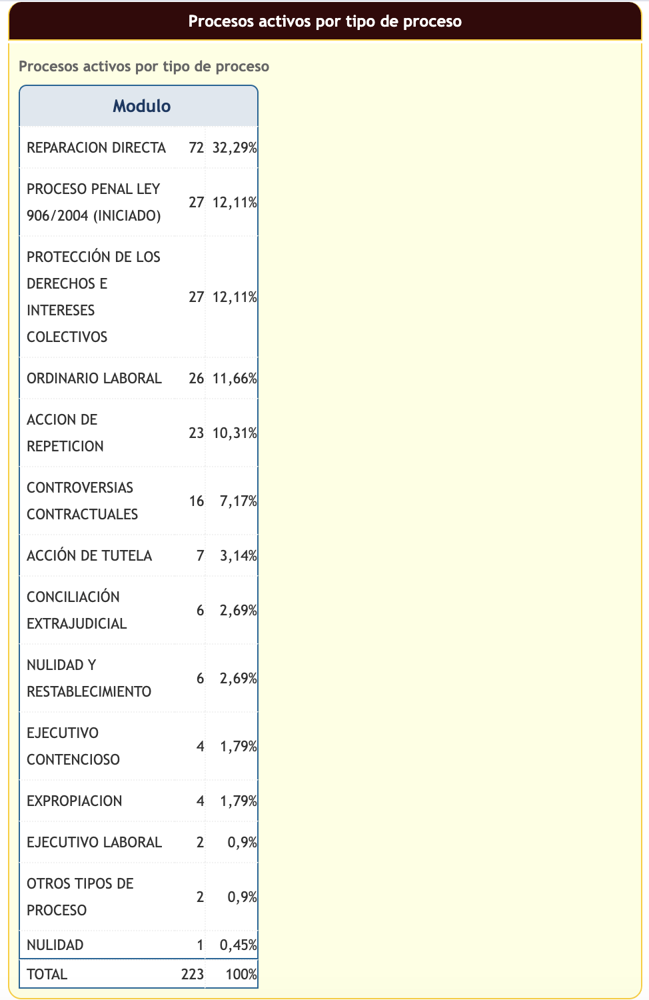 Procesos activos por tipo de proceso
Procesos activos por tipo de proceso
Modulo
REPARACION DIRECTA 72 32,29%
PROCESO PENAL LEY
906/2004 (INICIADO) 27 12,11%
PROTECCIÓN DE LOS
DERECHOS E
INTERESES
COLECTIVOS 27 12,11%
ORDINARIO LABORAL 26 11,66%
ACCION DE
REPETICION 23 10,31%
CONTROVERSIAS
CONTRACTUALES 16 7,17%
ACCIÓN DE TUTELA 7 3,14%
CONCILIACIÓN
EXTRAJUDICIAL 6 2,69%
NULIDAD Y
RESTABLECIMIENTO 6 2,69%
EJECUTIVO
CONTENCIOSO 4 1,79%
EXPROPIACION 4 1,79%
EJECUTIVO LABORAL 2 0,9%
OTROS TIPOS DE
PROCESO 2 0,9%
NULIDAD 1 0,45%
TOTAL 223 100%